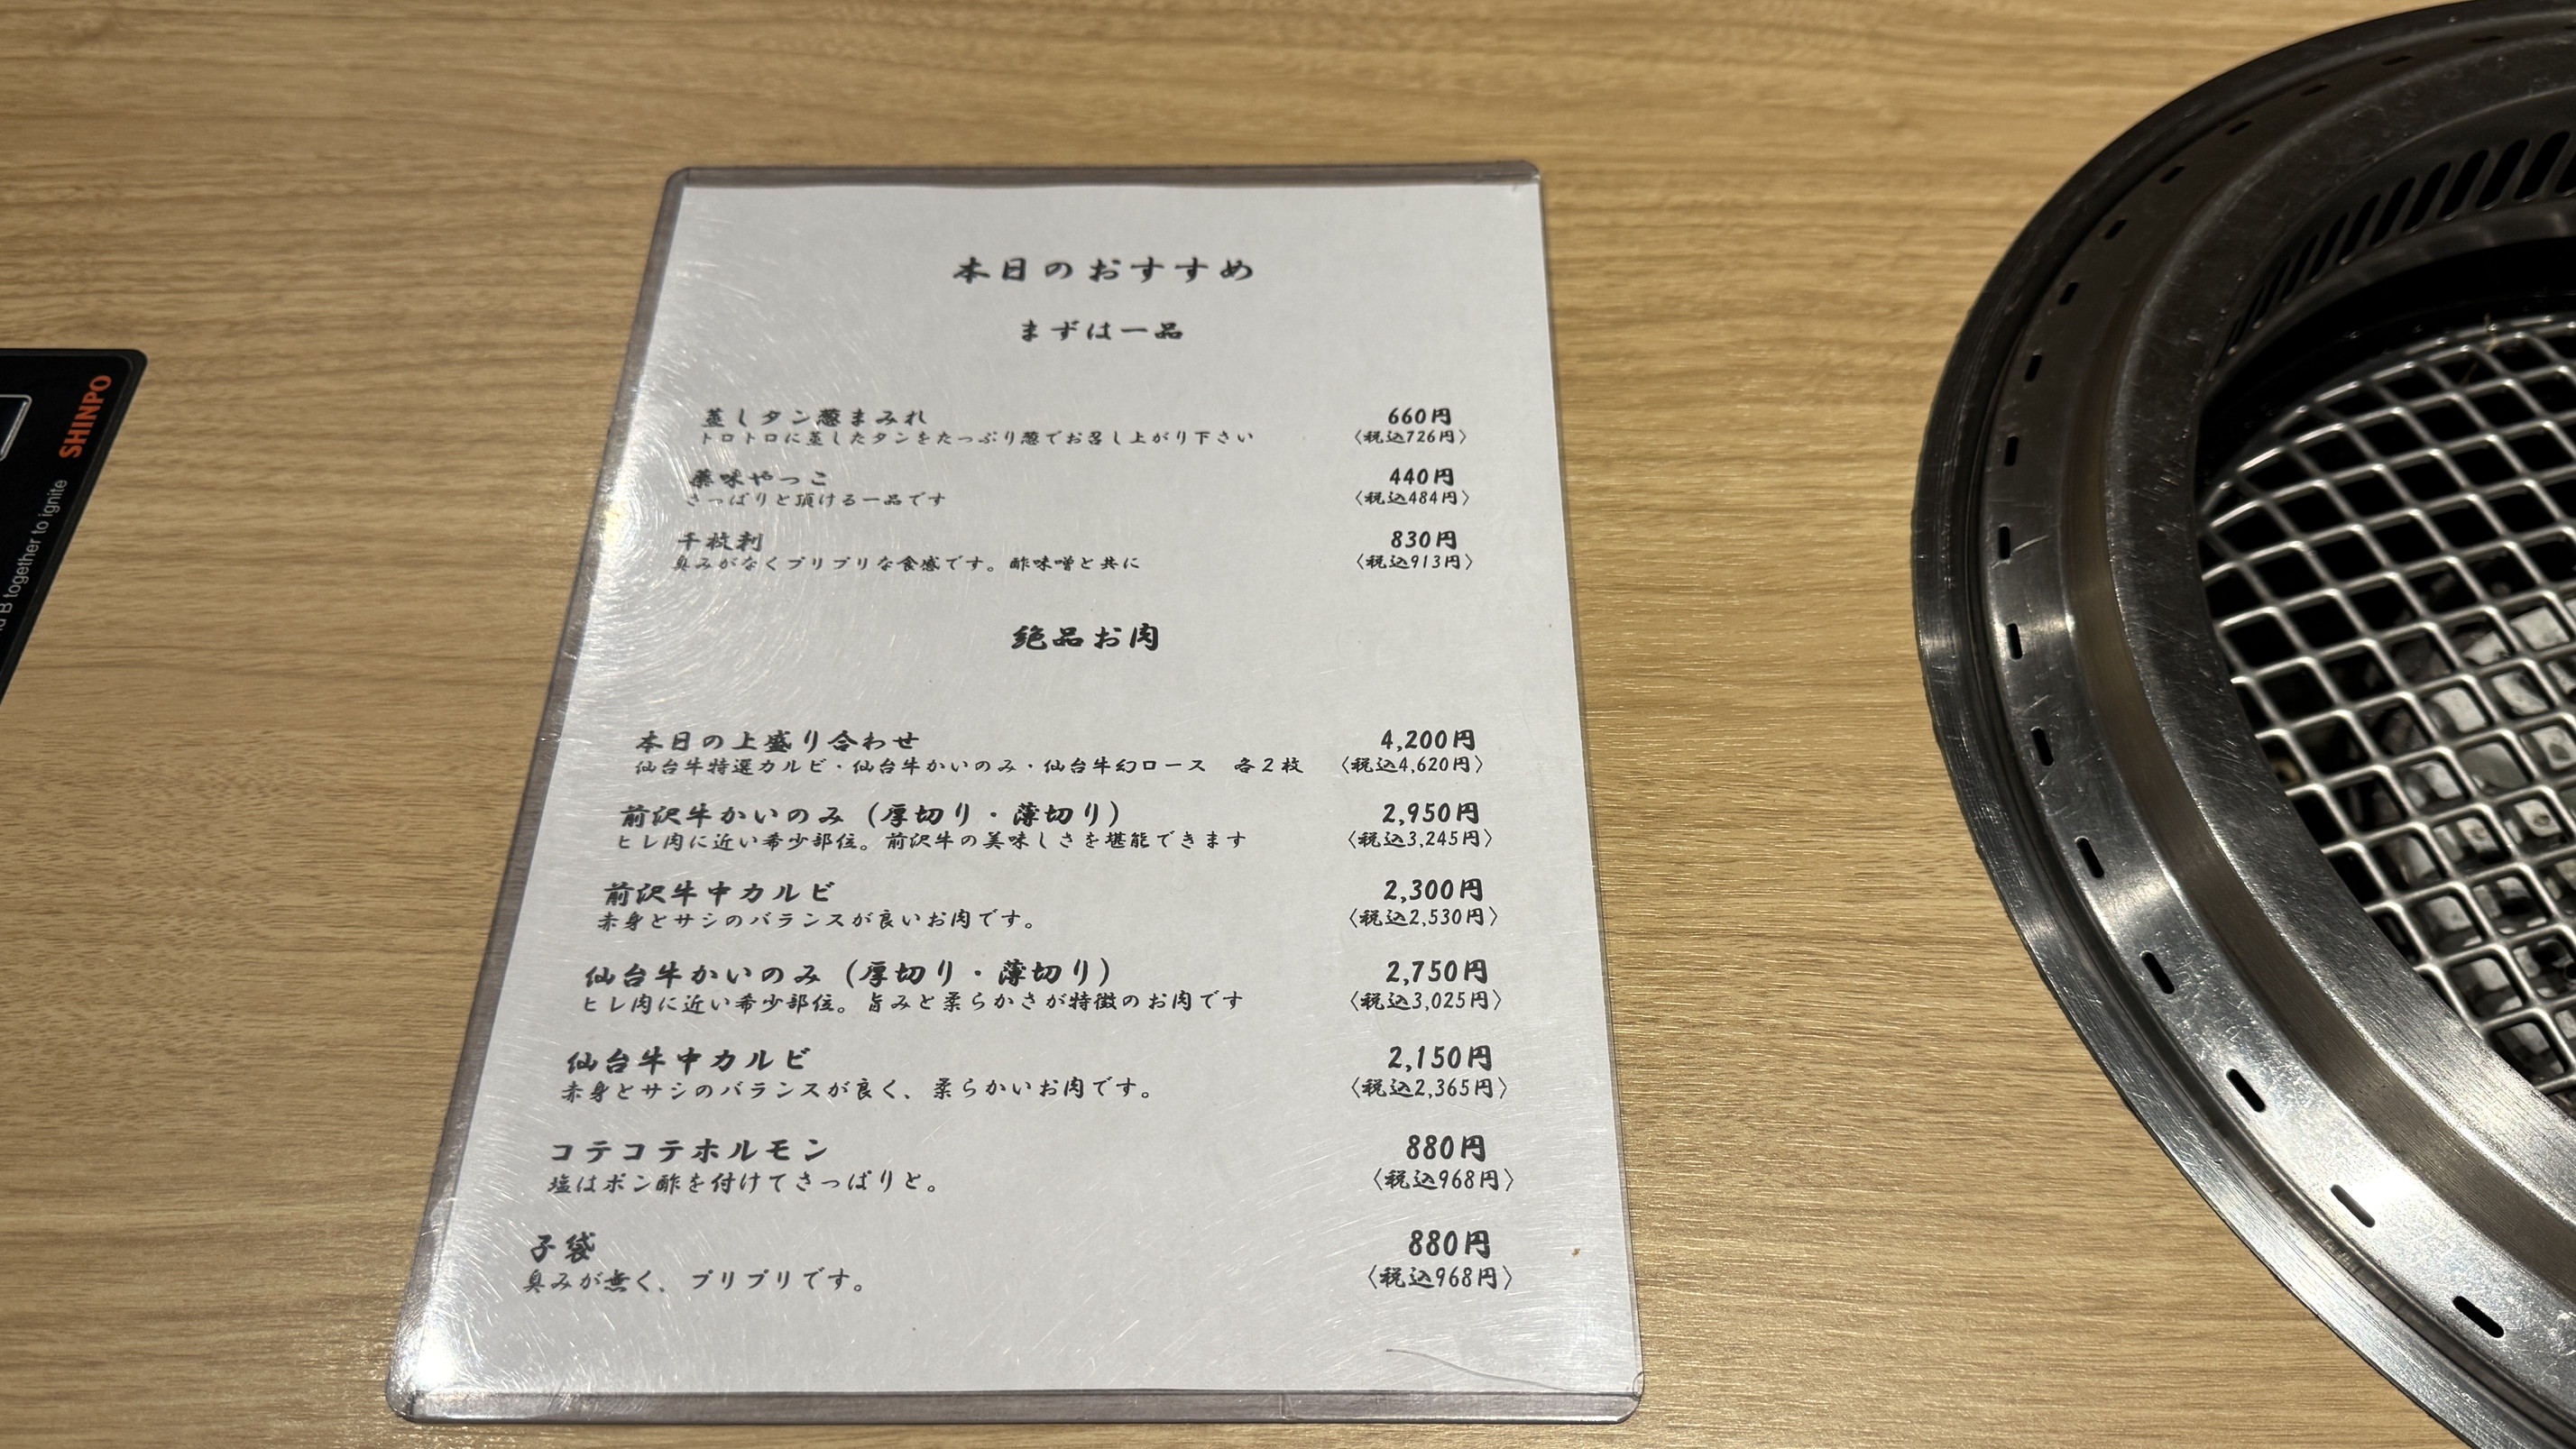 本日のおすすめ
まずは一品
蒸しタン葱まみれ 660円
トロトロに蒸したタンをたっぷり葱でお召し上がり下さい 〈税込726円〉
薬味やっこ 440円
さっぱりと頂ける一品です 〈税込484円〉
千枚刺 830円
臭みがなくプリプリな食感です。酢味噌と共に 〈税込913円〉
絶品お肉
本日の上盛り合わせ 4,200円
仙台牛特選カルビ・仙台牛かいのみ・仙台牛幻ロース 各2枚 〈税込4,620円〉
前沢牛かいのみ（厚切り・薄切り） 2,950円
ヒレ肉に近い希少部位。前沢牛の美味しさを堪能できます 〈税込3,245円〉
前沢牛中カルビ 2,300円
赤身とサシのバランスが良いお肉です。 〈税込2,530円〉
仙台牛かいのみ（厚切り・薄切り） 2,750円
ヒレ肉に近い希少部位。旨みと柔らかさが特徴のお肉です 〈税込3,025円〉
仙台牛中カルビ 2,150円
赤身とサシのバランスが良く、柔らかいお肉です。 〈税込2,365円〉
コテコテホルモン 880円
塩はポン酢を付けてさっぱりと。 〈税込968円〉
子袋 880円
臭みが無く、プリプリです。 〈税込968円〉
SHINPO
B together to ignite